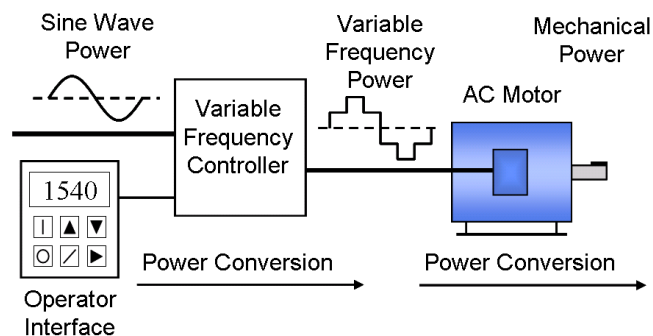 Sine Wave
Power
Variable
Frequency
Power
Mechanical
Power
AC Motor
Variable
Frequency
Controller
1540
Power Conversion
Power Conversion
Operator
Interface